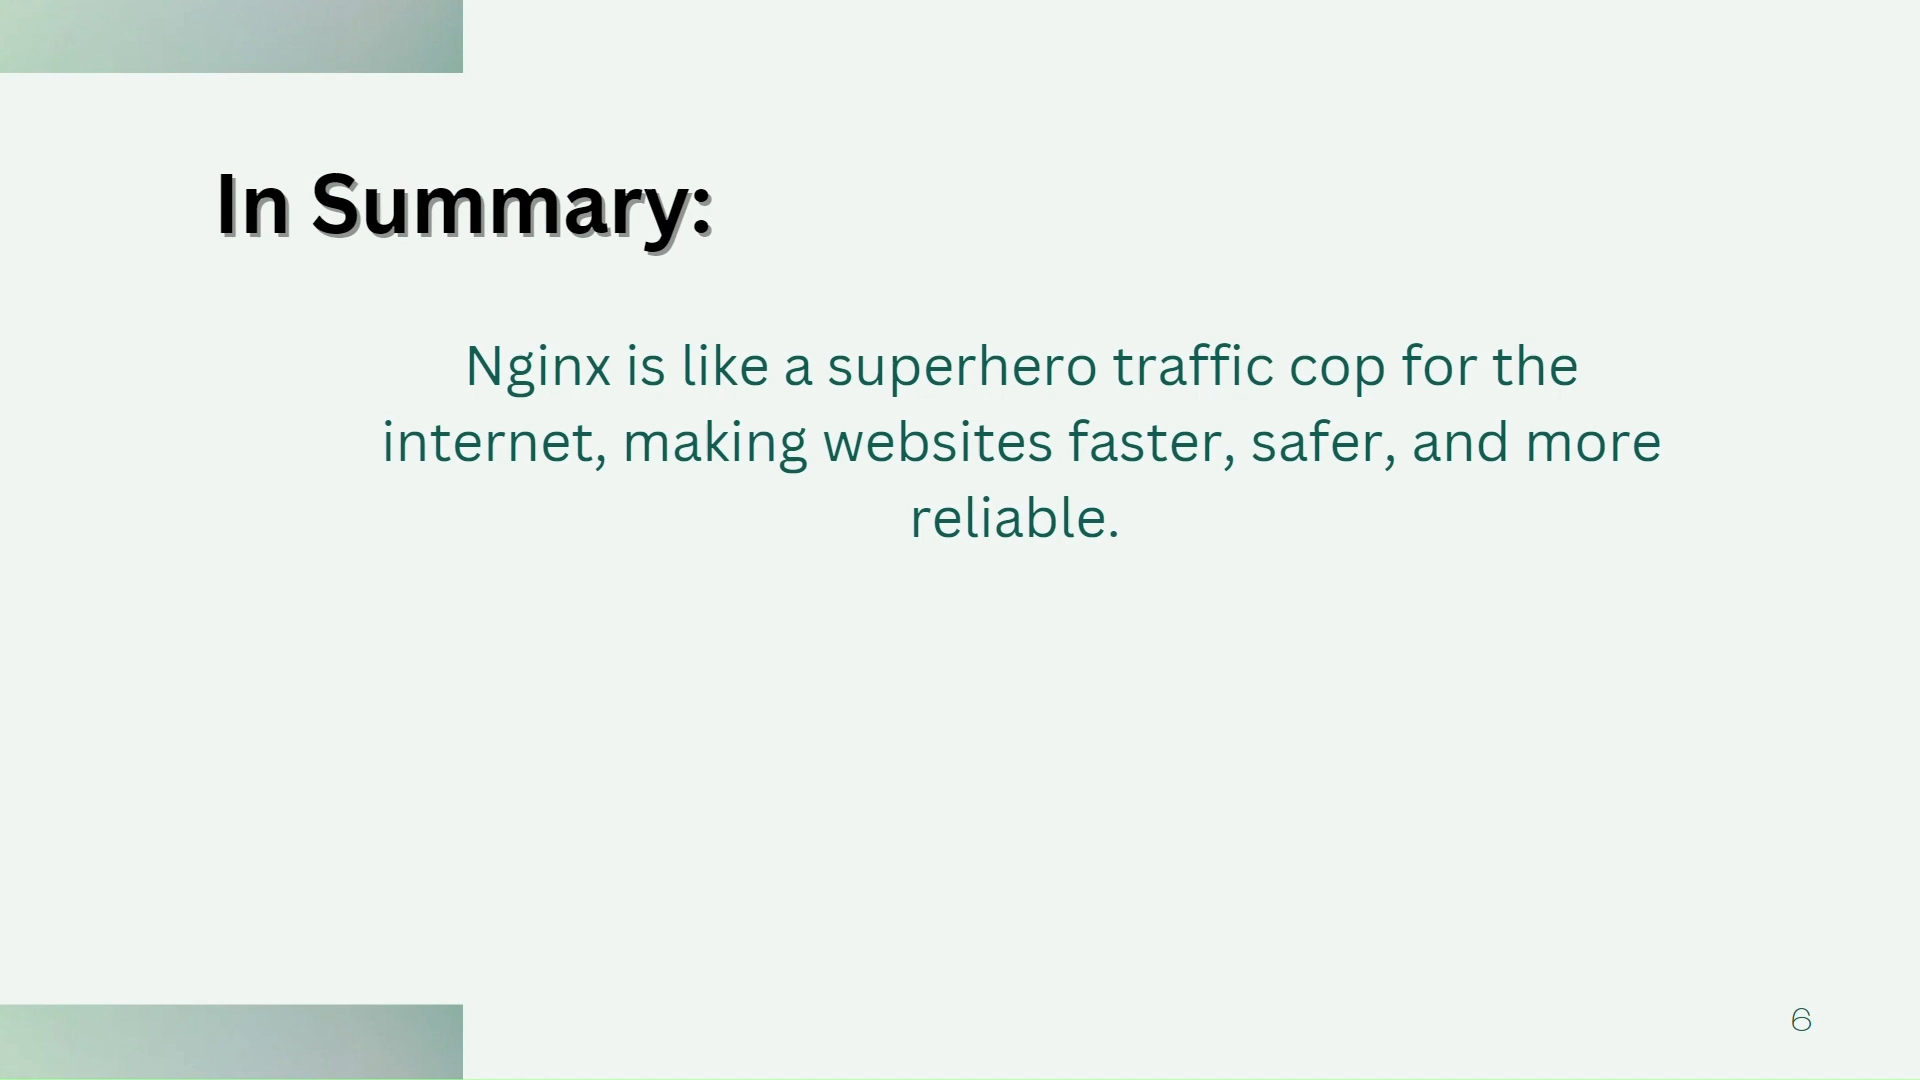 In Summary:
Nginx is like a superhero traffic cop for the
internet, making websites faster, safer, and more
reliable.
6